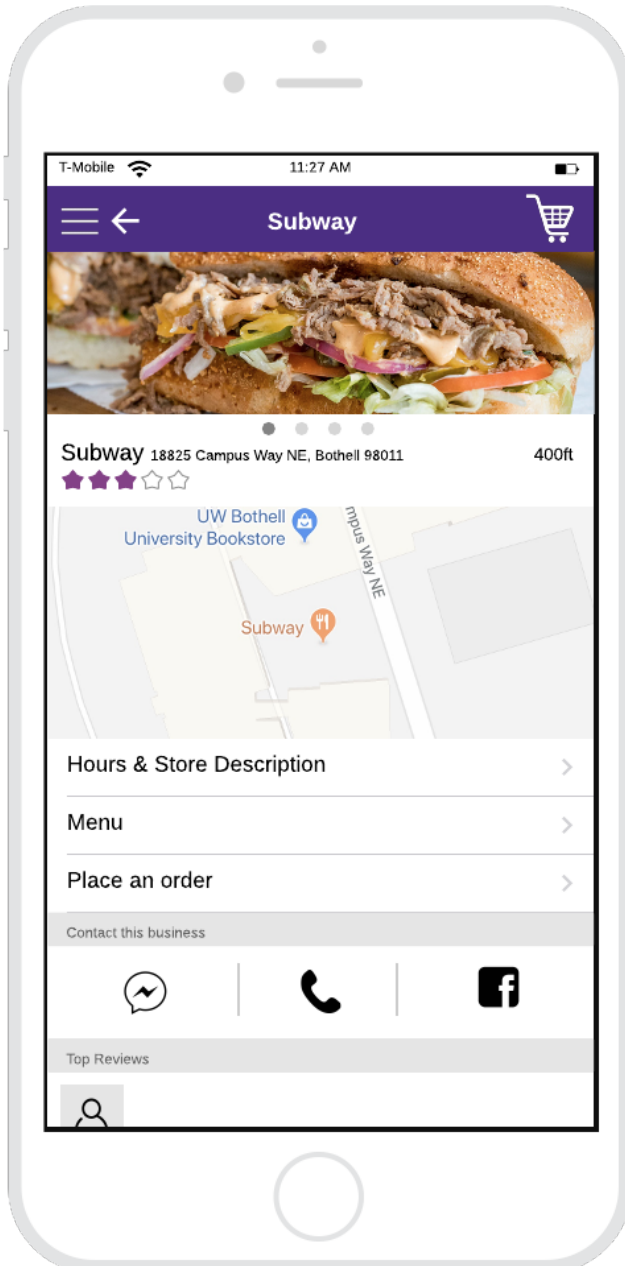 T-Mobile 11:27 AM
Subway
Subway 18825 Campus Way NE, Bothell 98011 400ft
UW Bothell
University Bookstore
mpus Way NE
Subway
Hours & Store Description
Menu
Place an order
Contact this business
Top Reviews